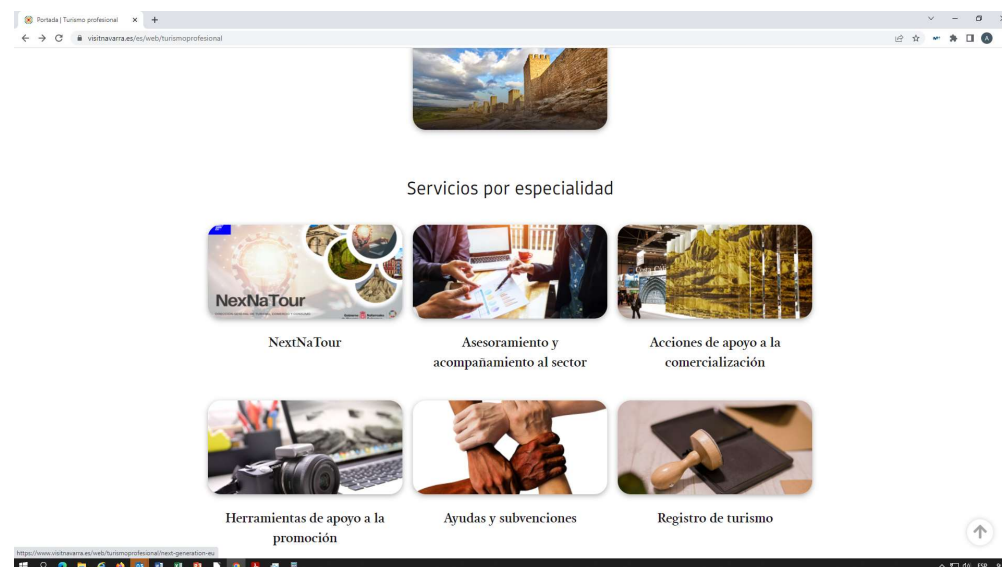 Portada | Turismo profesional
visitnavarra.es/es/web/turismoprofesional
Servicios por especialidad
NexNaTour
NextNaTour
Asesoramiento y
acompañamiento al sector
Acciones de apoyo a la
comercialización
Herramientas de apoyo a la
promoción
Ayudas y subvenciones
Registro de turismo
https://www.visitnavarra.es/web/turismoprofesional/next-generation-eu
ESP